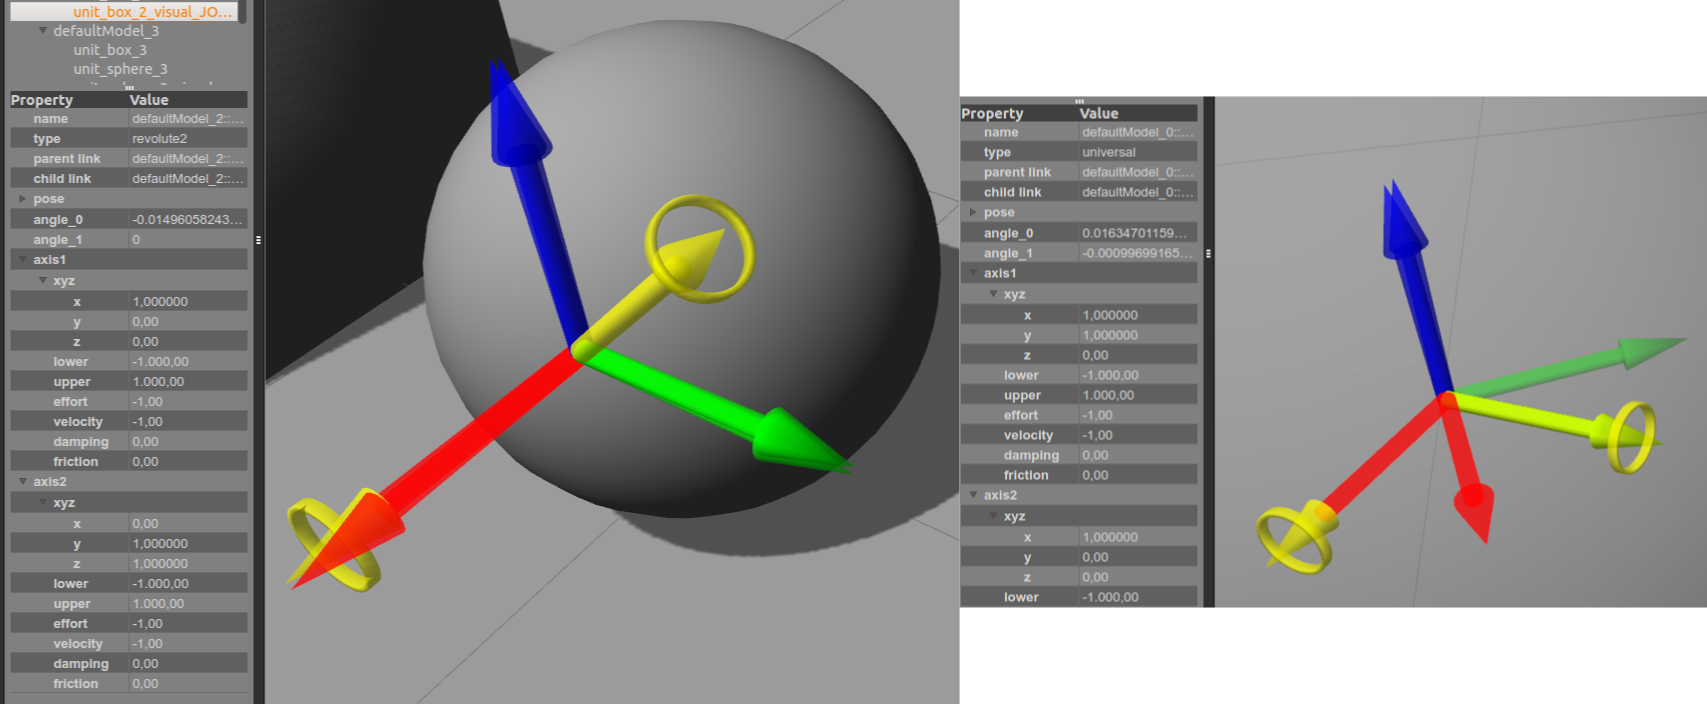 unit_box_2_visual_JO...
defaultModel_3
unit_box_3
unit_sphere_3
Property Value
name defaultModel_2::...
type revolute2
parent link defaultModel_2::...
child link defaultModel_2::...
pose
angle_0 -0.01496058243...
angle_1 0
axis1
xyz
x 1,000000
y 0,00
z 0,00
lower -1.000,00
upper 1.000,00
effort -1,00
velocity -1,00
damping 0,00
friction 0,00
axis2
xyz
x 0,00
y 1,000000
z 1,000000
lower -1.000,00
upper 1.000,00
effort -1,00
velocity -1,00
damping 0,00
friction 0,00
Property Value
name defaultModel_0::...
type universal
parent link defaultModel_0::...
child link defaultModel_0::...
pose
angle_0 0.01634701159...
angle_1 -0.00099699165...
axis1
xyz
x 1,000000
y 1,000000
z 0,00
lower -1.000,00
upper 1.000,00
effort -1,00
velocity -1,00
damping 0,00
friction 0,00
axis2
xyz
x 1,000000
y 0,00
z 0,00
lower -1.000,00